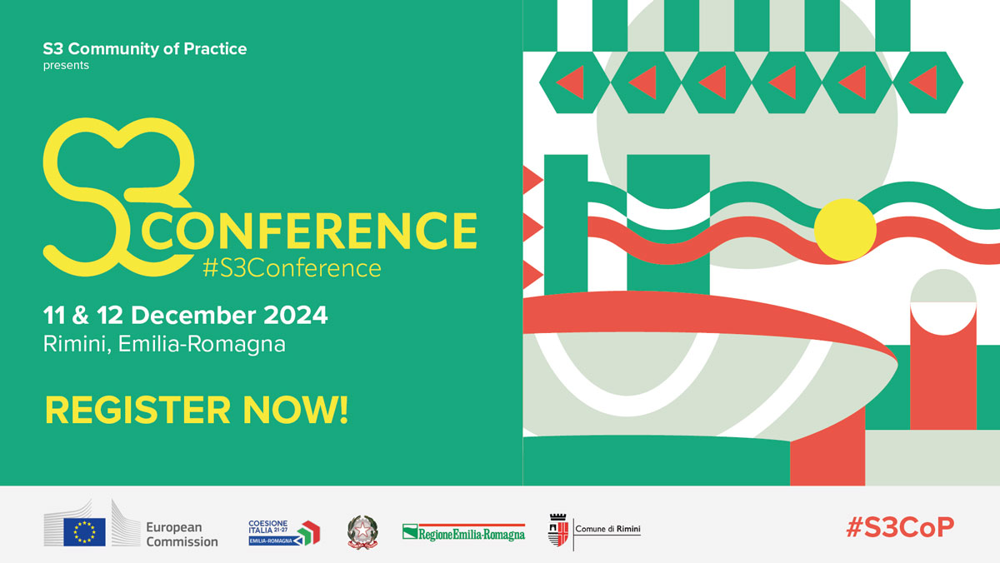 S3 Community of Practice
presents
S3 CONFERENCE
#S3Conference
11 & 12 December 2024
Rimini, Emilia-Romagna
REGISTER NOW!
European
Commission
COESIONE
ITALIA 21-27
EMILIA-ROMAGNA
RegioneEmilia-Romagna
Comune di Rimini
#S3CoP